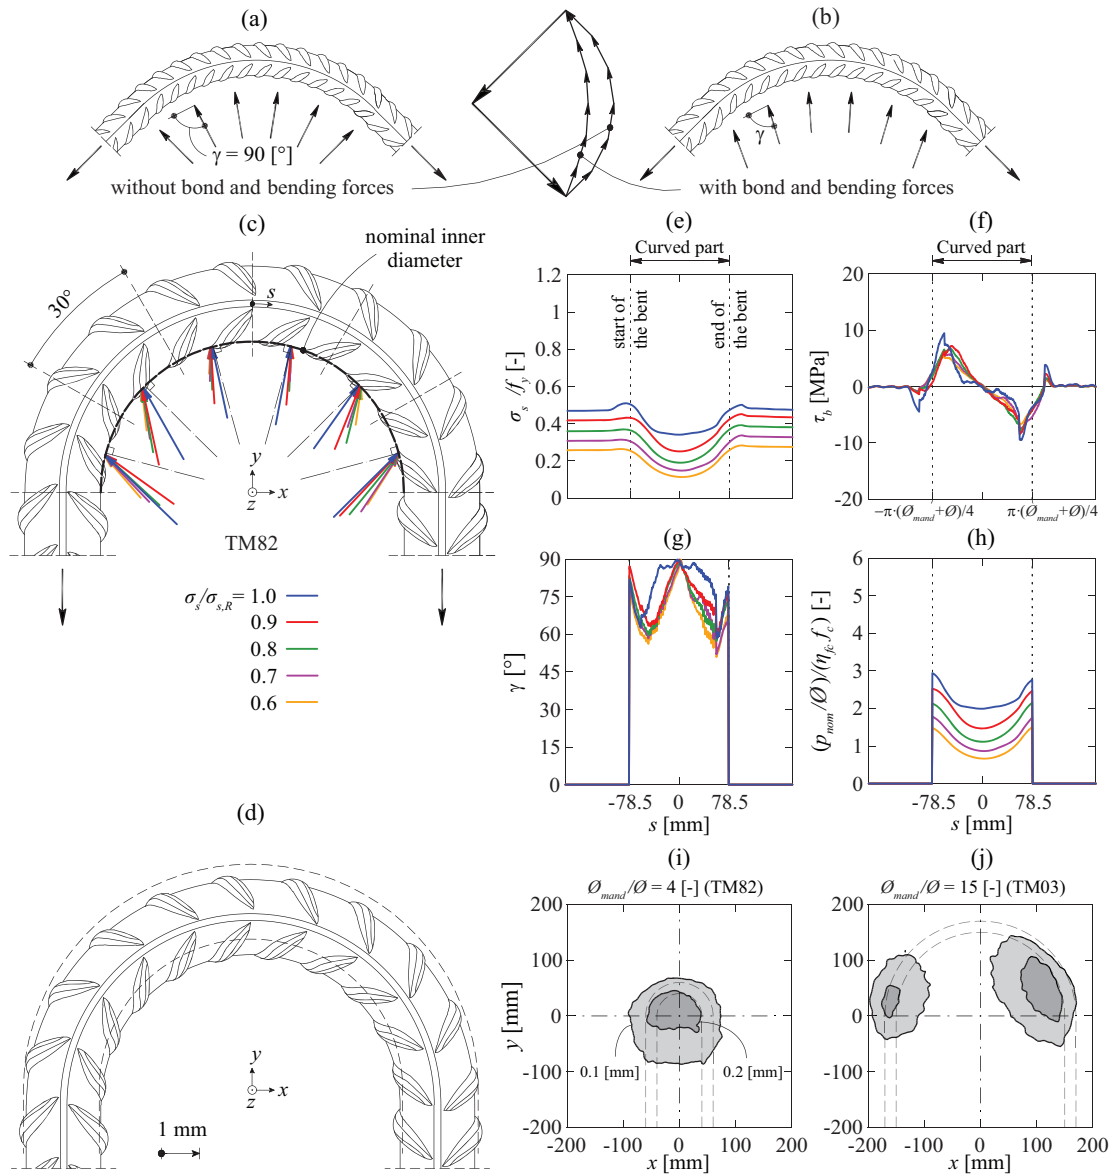 (a)
(b)
γ = 90 [°]
γ
without bond and bending forces
with bond and bending forces
(c)
nominal inner
diameter
30°
s
y
z
x
TM82
σs/σs,R= 1.0
0.9
0.8
0.7
0.6
(e)
Curved part
start of
the bent
end of
the bent
σs /fy [-]
1.2
1
0.8
0.6
0.4
0.2
0
(f)
Curved part
τb [MPa]
20
10
0
-10
-20
−π·(Ømand+Ø)/4
π·(Ømand+Ø)/4
(g)
γ [°]
90
75
60
45
30
15
0
-78.5
0
78.5
s [mm]
(h)
(pnom/Ø)/(ηfc.fc) [-]
6
5
4
3
2
1
0
-78.5
0
78.5
s [mm]
(d)
y
z
x
1 mm
(i)
Ømand/Ø = 4 [-] (TM82)
y [mm]
200
100
0
-100
-200
0.1 [mm]
0.2 [mm]
-200
-100
0
100
200
x [mm]
(j)
Ømand/Ø = 15 [-] (TM03)
200
100
0
-100
-200
-200
-100
0
100
200
x [mm]